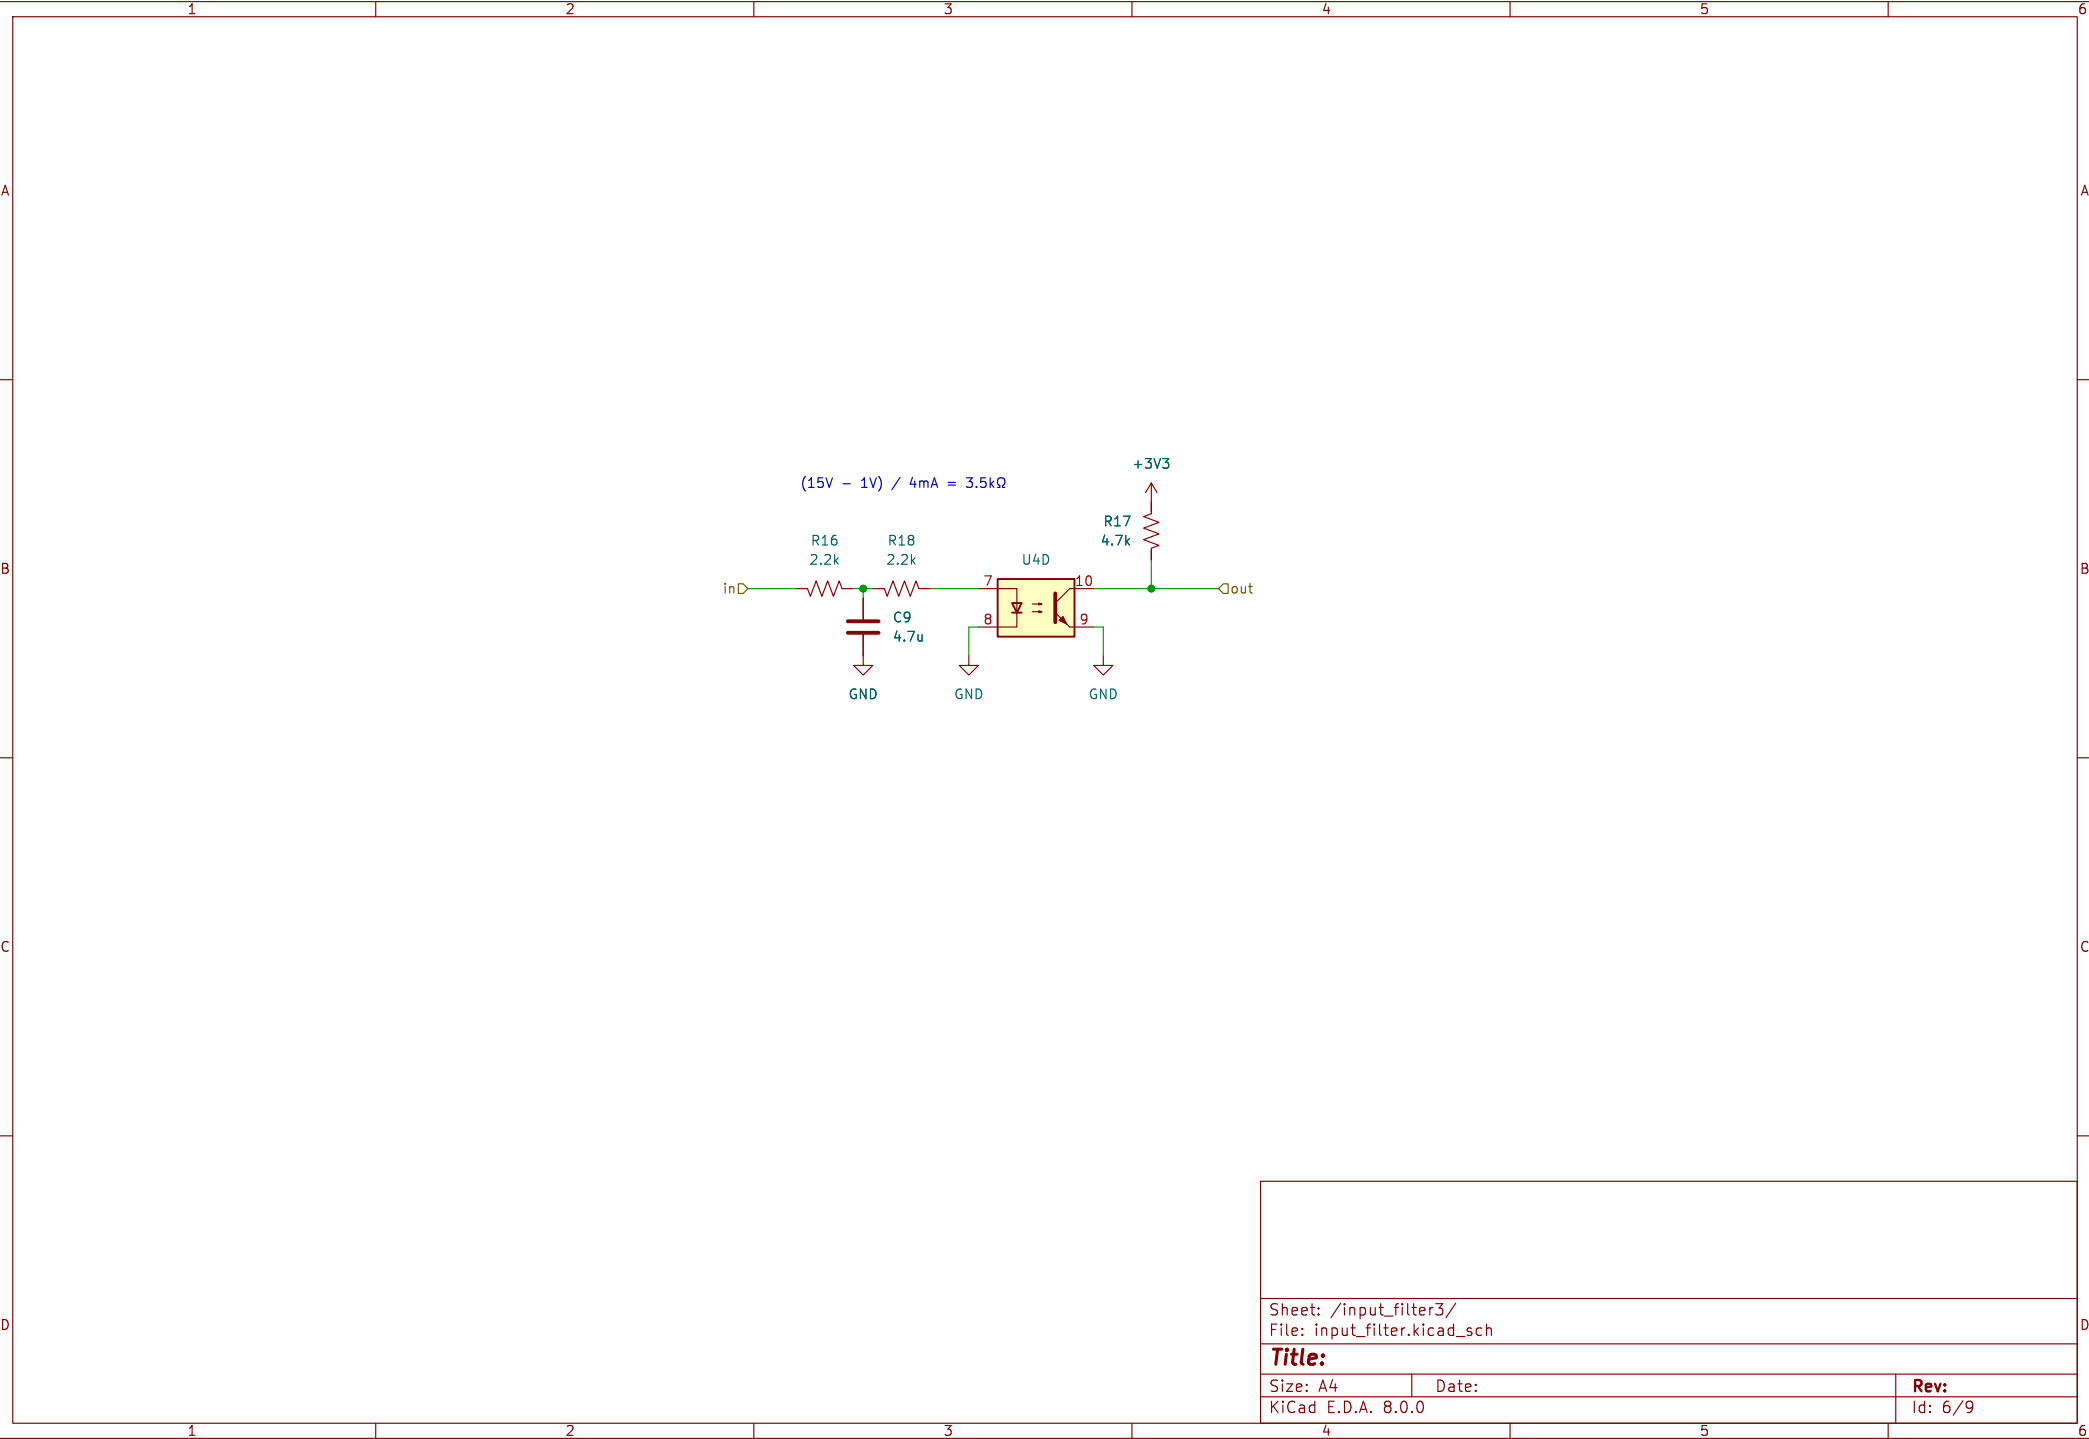 1 2 3 4 5 6
A A
+3V3
(15V - 1V) / 4mA = 3.5kΩ
R17
4.7k
R16 R18
2.2k 2.2k
U4D
B B
in 7 10 out
8 9
C9
4.7u
GND GND GND
C C
Sheet: /input_filter3/
File: input_filter.kicad_sch
D D
Title:
Size: A4 Date: Rev:
KiCad E.D.A. 8.0.0 Id: 6/9
1 2 3 4 5 6